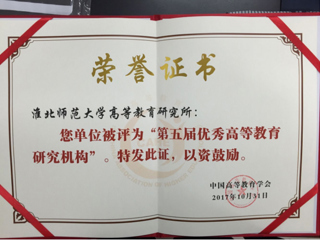 荣誉证书
淮北师范大学高等教育研究所：
您单位被评为“第五届优秀高等教育
研究机构”。特发此证，以资鼓励。
中国高等教育学会
2017年10月31日